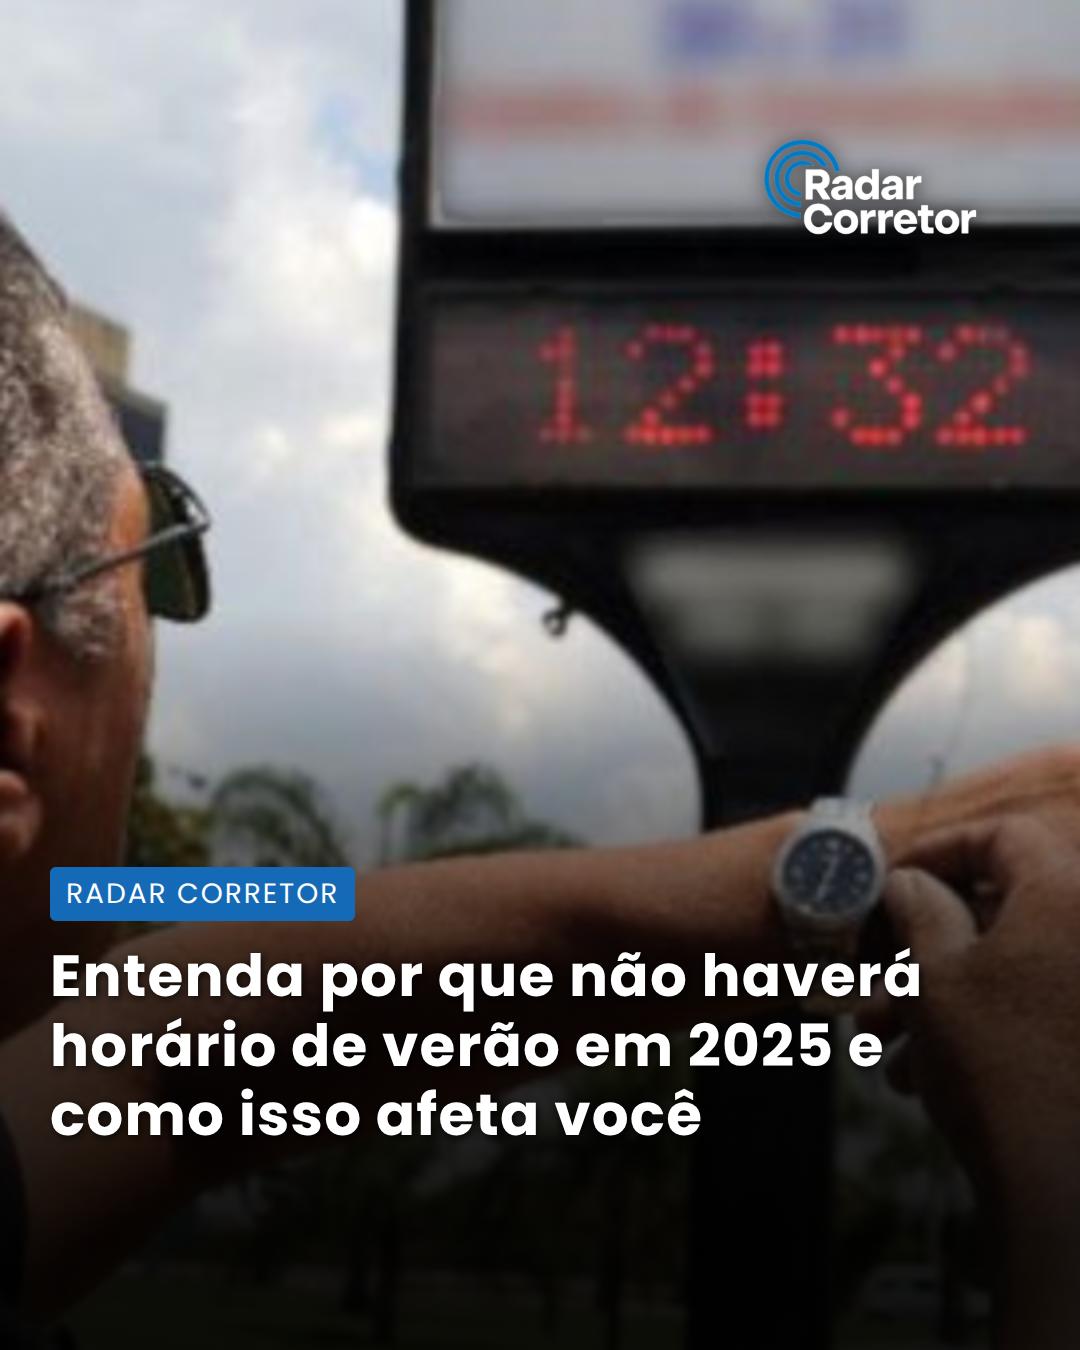 Radar
Corretor
12:32
RADAR CORRETOR
Entenda por que não haverá
horário de verão em 2025 e
como isso afeta você